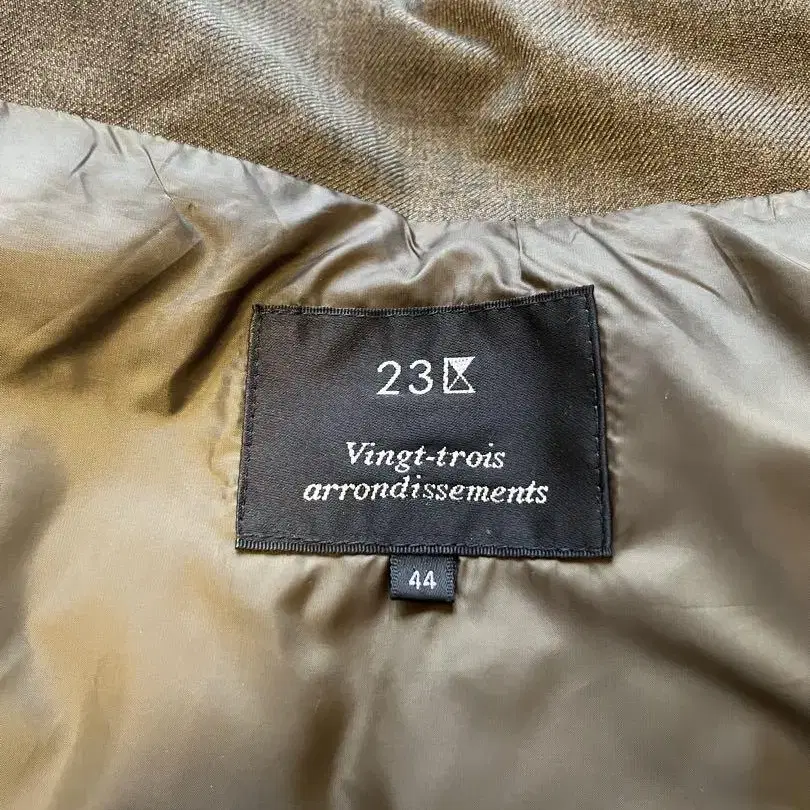 23区
Vingt-trois
arrondissements
44